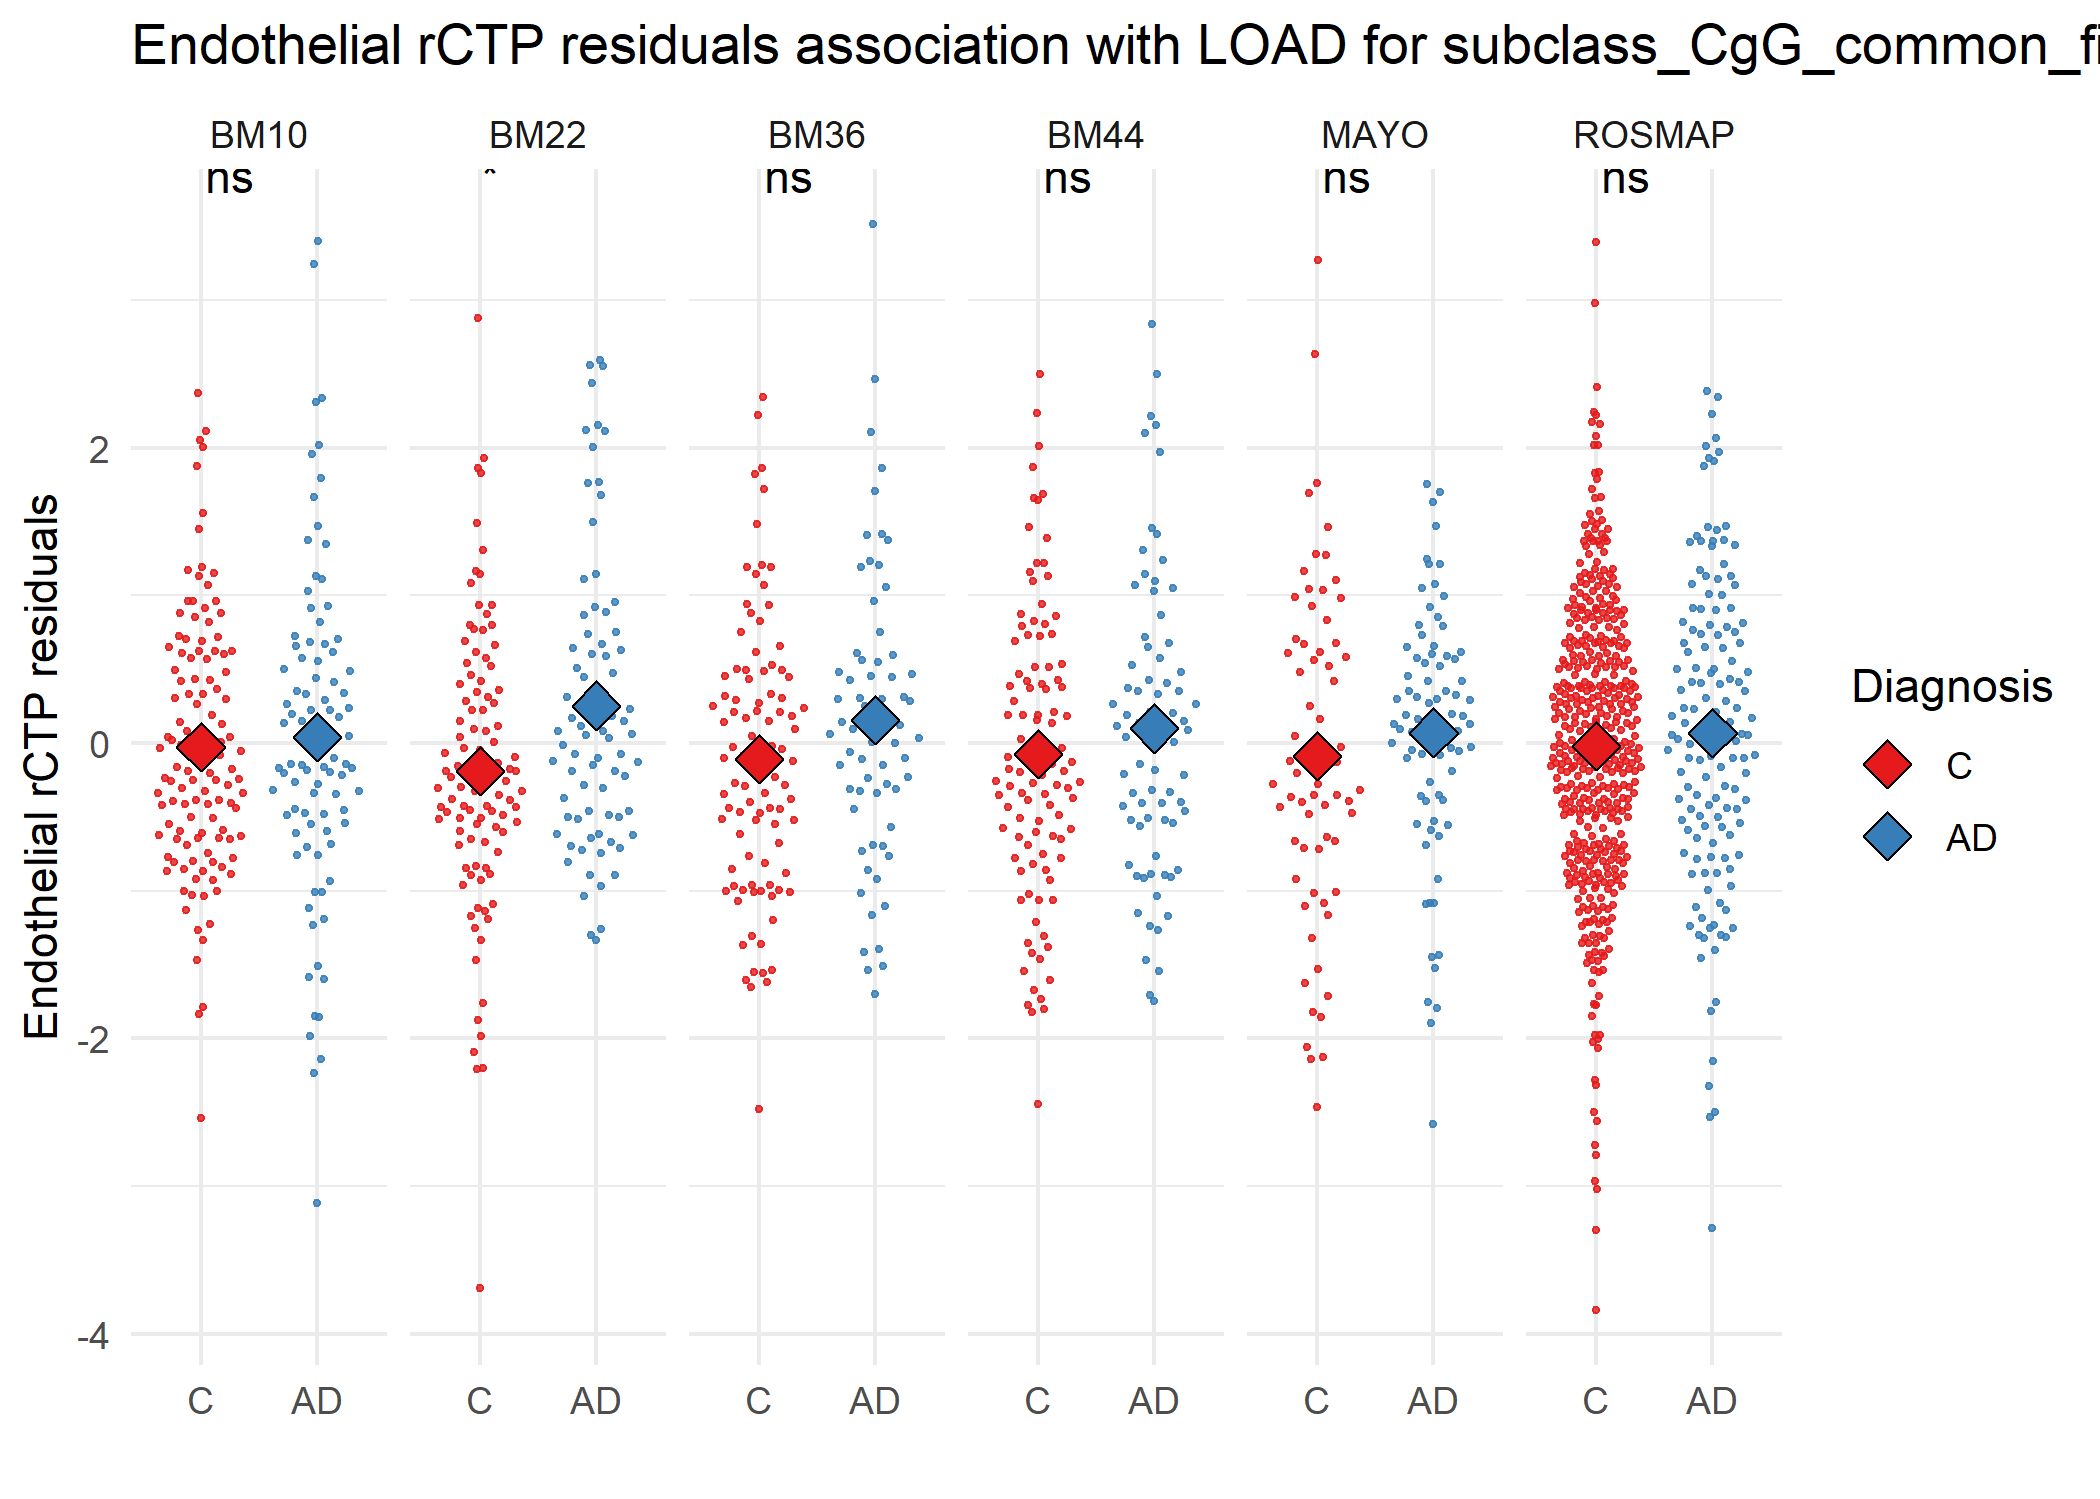 Endothelial rCTP residuals association with LOAD for subclass_CgG_common_fi
BM10 BM22 BM36 BM44 MAYO ROSMAP
ns * ns ns ns ns
2
0
-2
-4
Endothelial rCTP residuals
C AD C AD C AD C AD C AD C AD
Diagnosis
C
AD